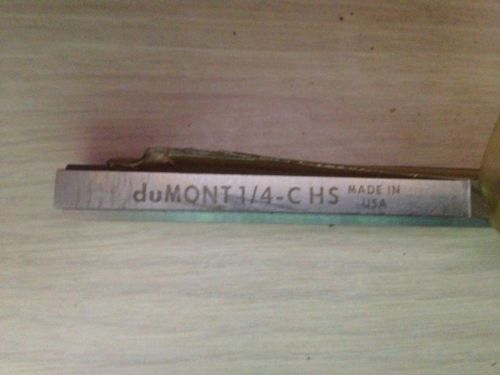 duMONT 1/4-C HS MADE IN
USA